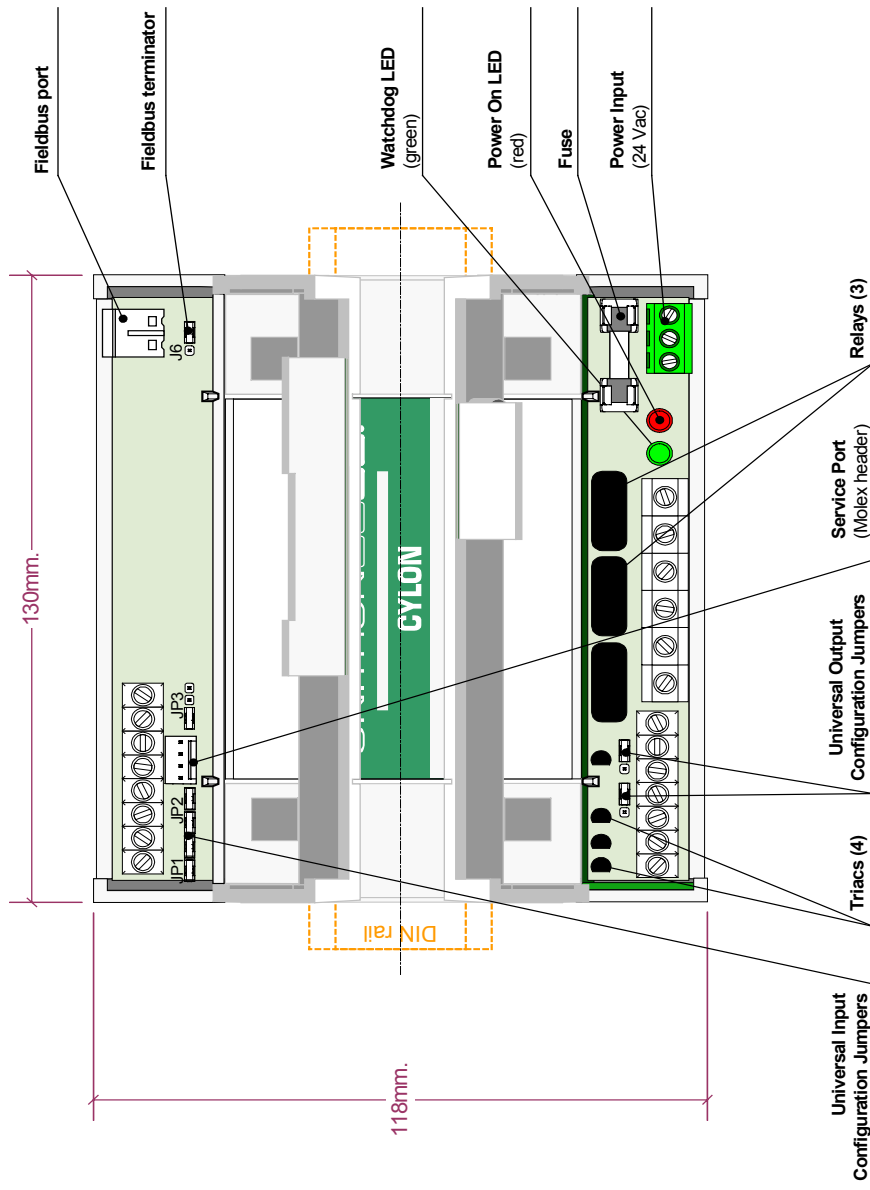 Fieldbus port
Fieldbus terminator
Watchdog LED
(green)
Power On LED
(red)
Fuse
Power Input
(24 Vac)
Relays (3)
Service Port
(Molex header)
Universal Output
Configuration Jumpers
Triacs (4)
Universal Input
Configuration Jumpers
130mm.
118mm.
J6
JP3
JP2
JP1
CYLON
DIN rail